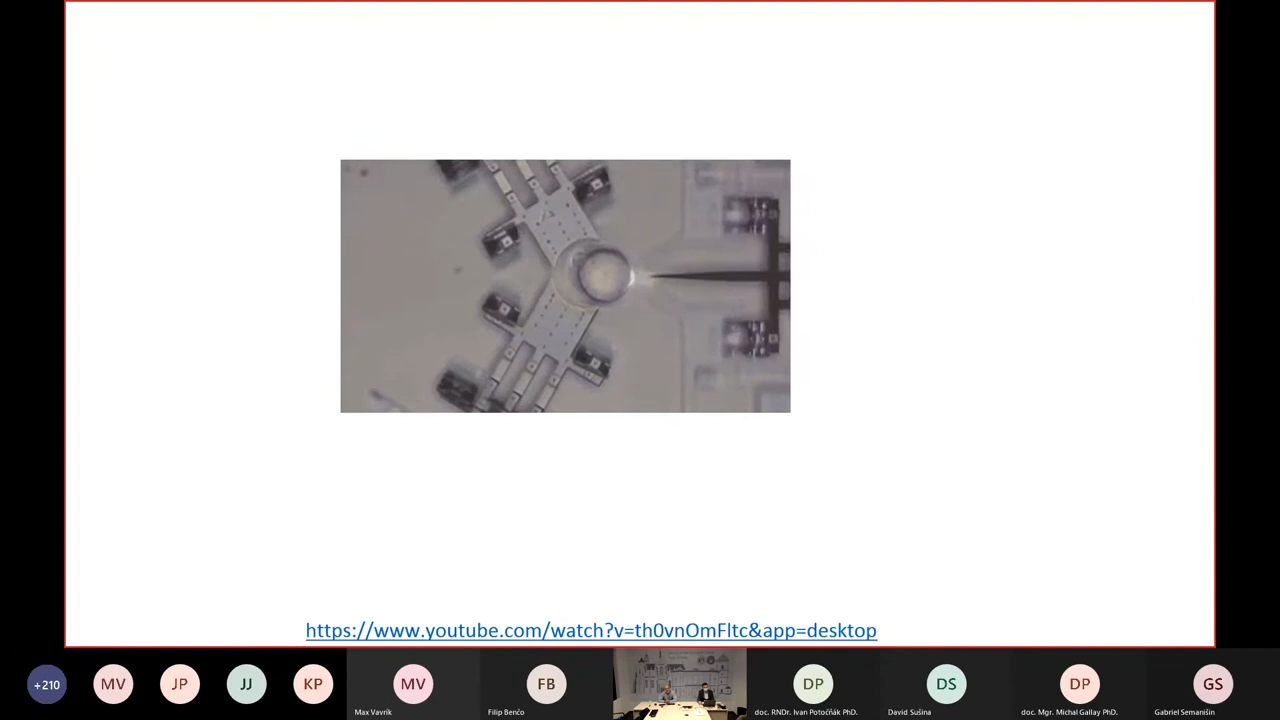 https://www.youtube.com/watch?v=th0vnOmFltc&app=desktop
+210
MV
JP
JJ
KP
MV
FB
DP
DS
DP
GS
Max Vavrík
Filip Benčo
doc. RNDr. Ivan Potočňák PhD.
David Sušina
doc. Mgr. Michal Gallay PhD.
Gabriel Semanišin